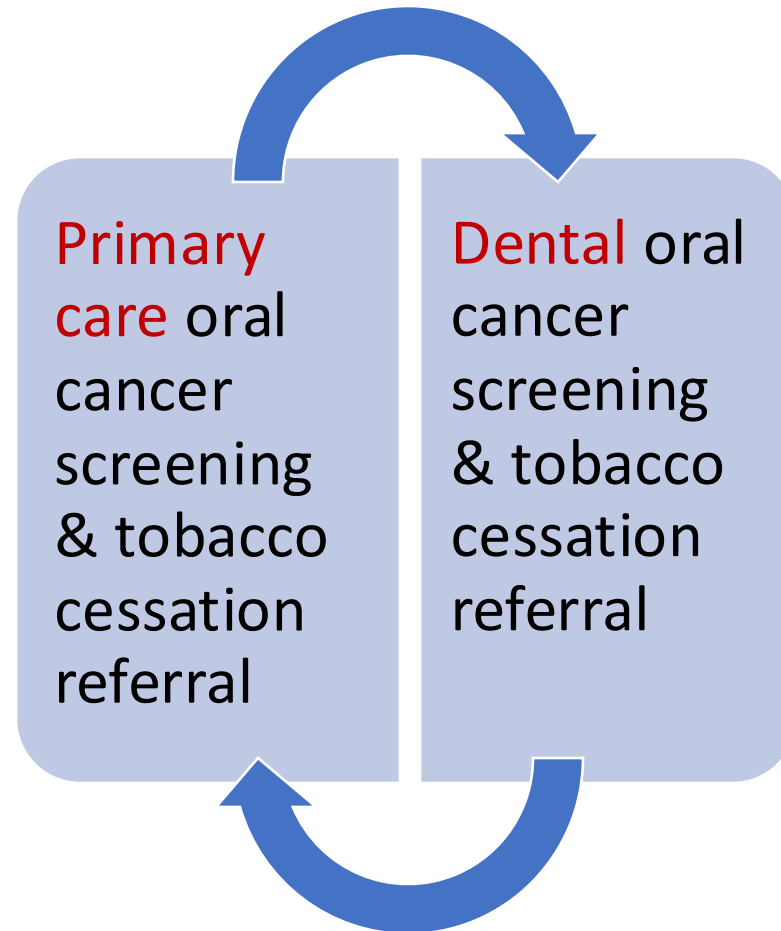 Primary
care oral
cancer
screening
& tobacco
cessation
referral
Dental oral
cancer
screening
& tobacco
cessation
referral